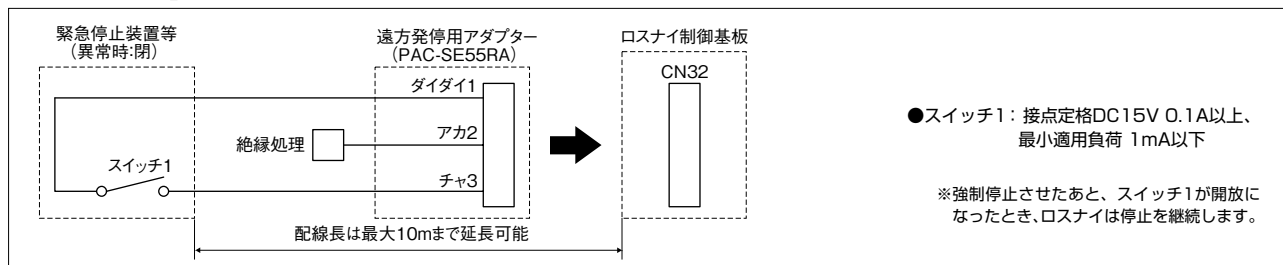 緊急停止装置等
(異常時:閉)
遠方発停用アダプター
(PAC-SE55RA)
ロスナイ制御基板
CN32
ダイダイ1
アカ2
絶縁処理
スイッチ1
チャ3
配線長は最大10mまで延長可能
●スイッチ1：接点定格DC15V 0.1A以上、
最小適用負荷 1mA以下
※強制停止させたあと、スイッチ1が開放に
なったとき、ロスナイは停止を継続します。